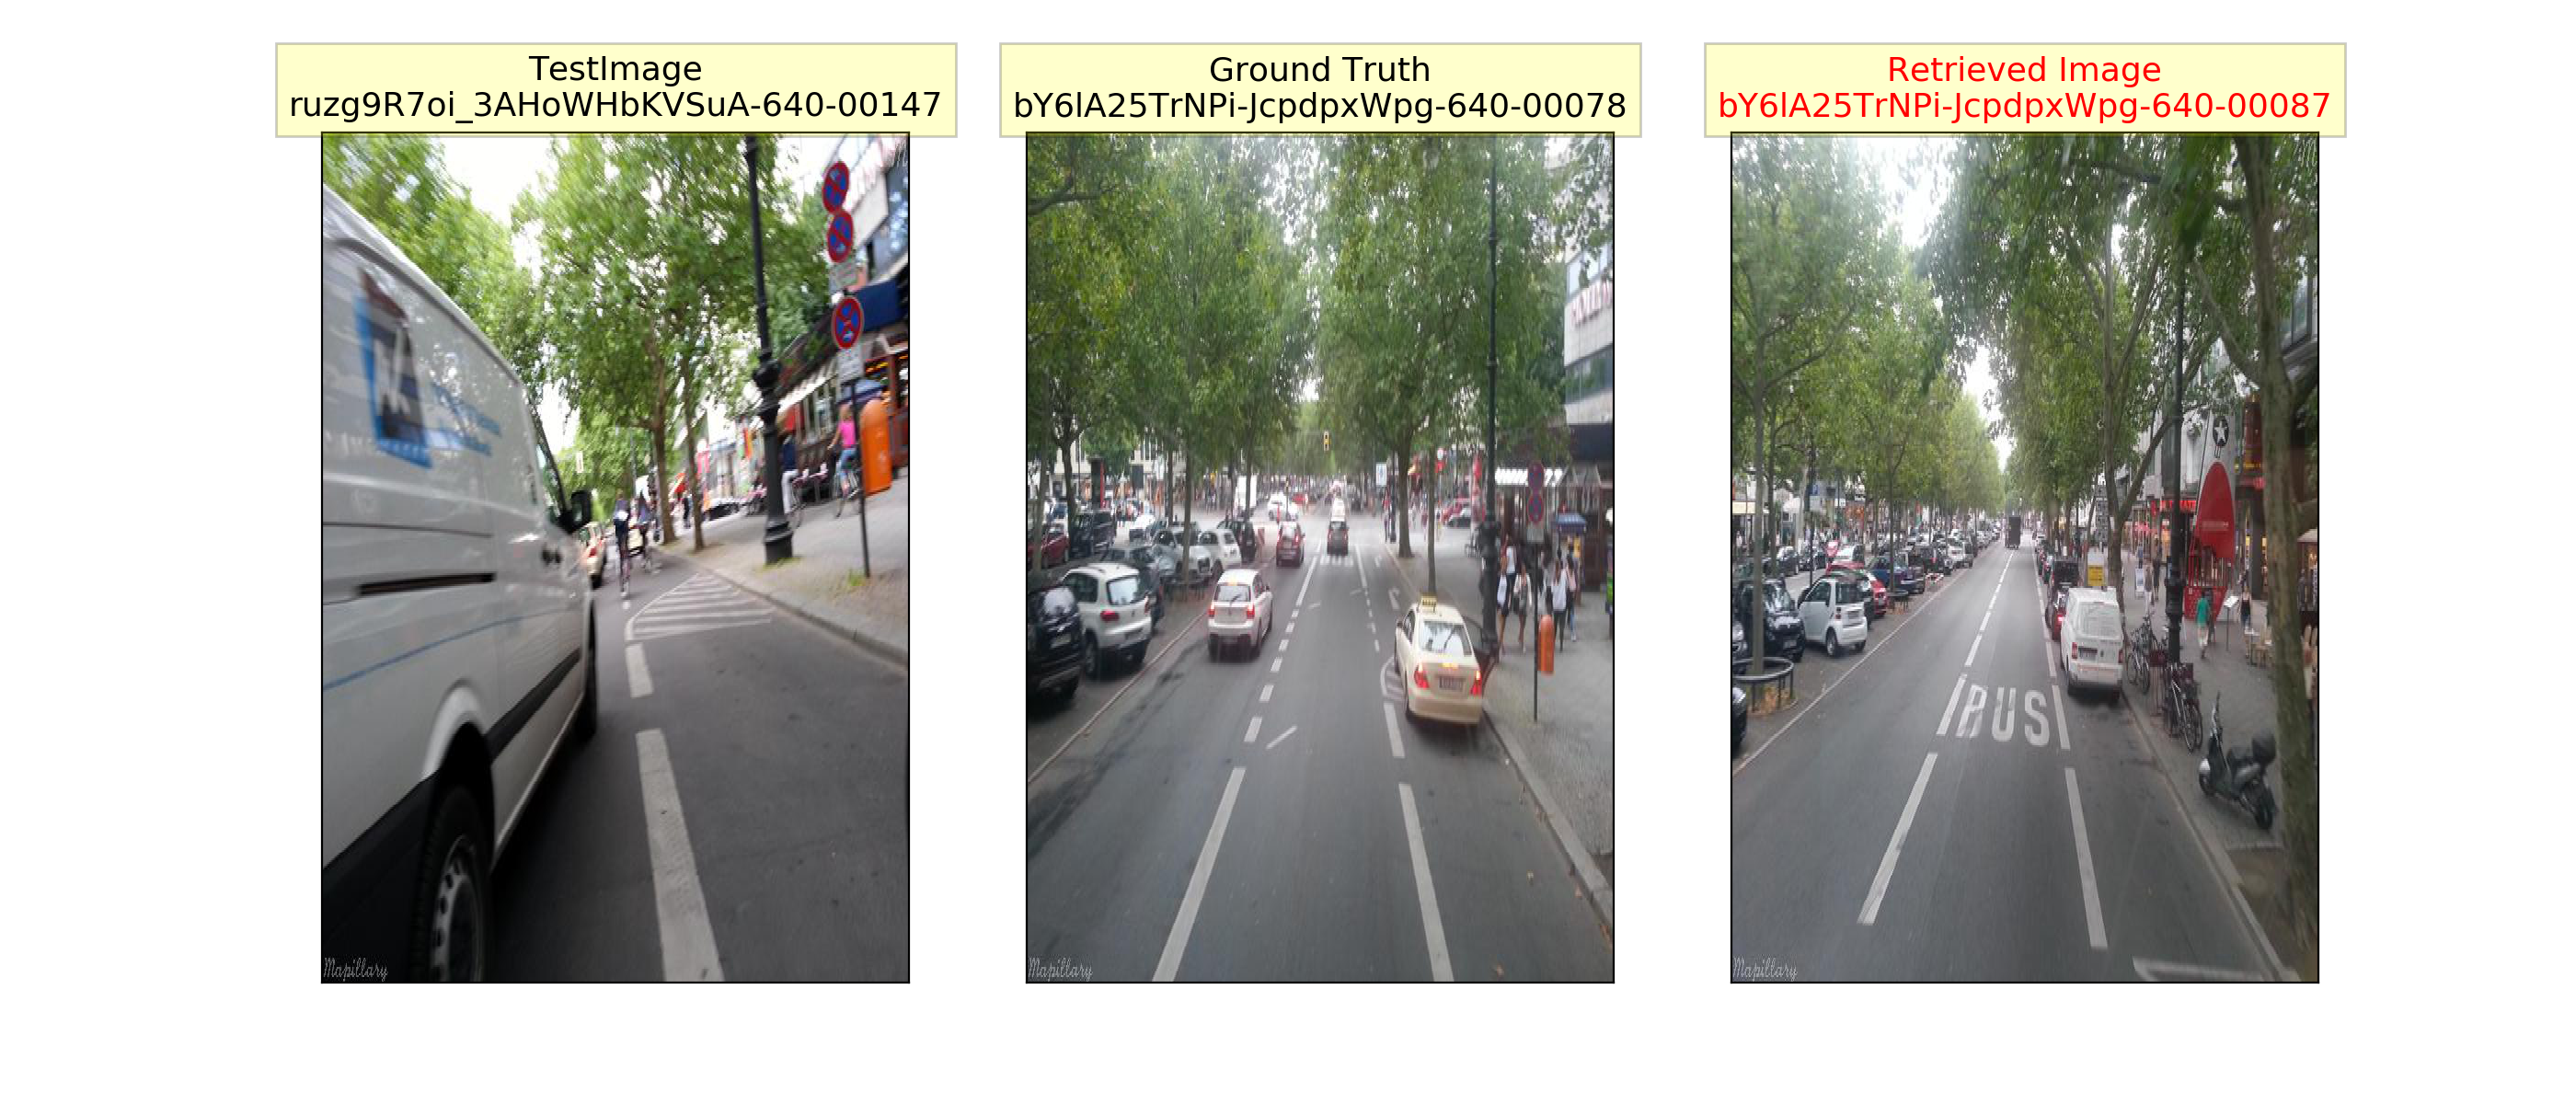 TestImage
ruzg9R7oi_3AHoWHbKVSuA-640-00147
Ground Truth
bY6lA25TrNPi-JcpdpxWpg-640-00078
Retrieved Image
bY6lA25TrNPi-JcpdpxWpg-640-00087
BUS
Mapillary
Mapillary
Mapillary